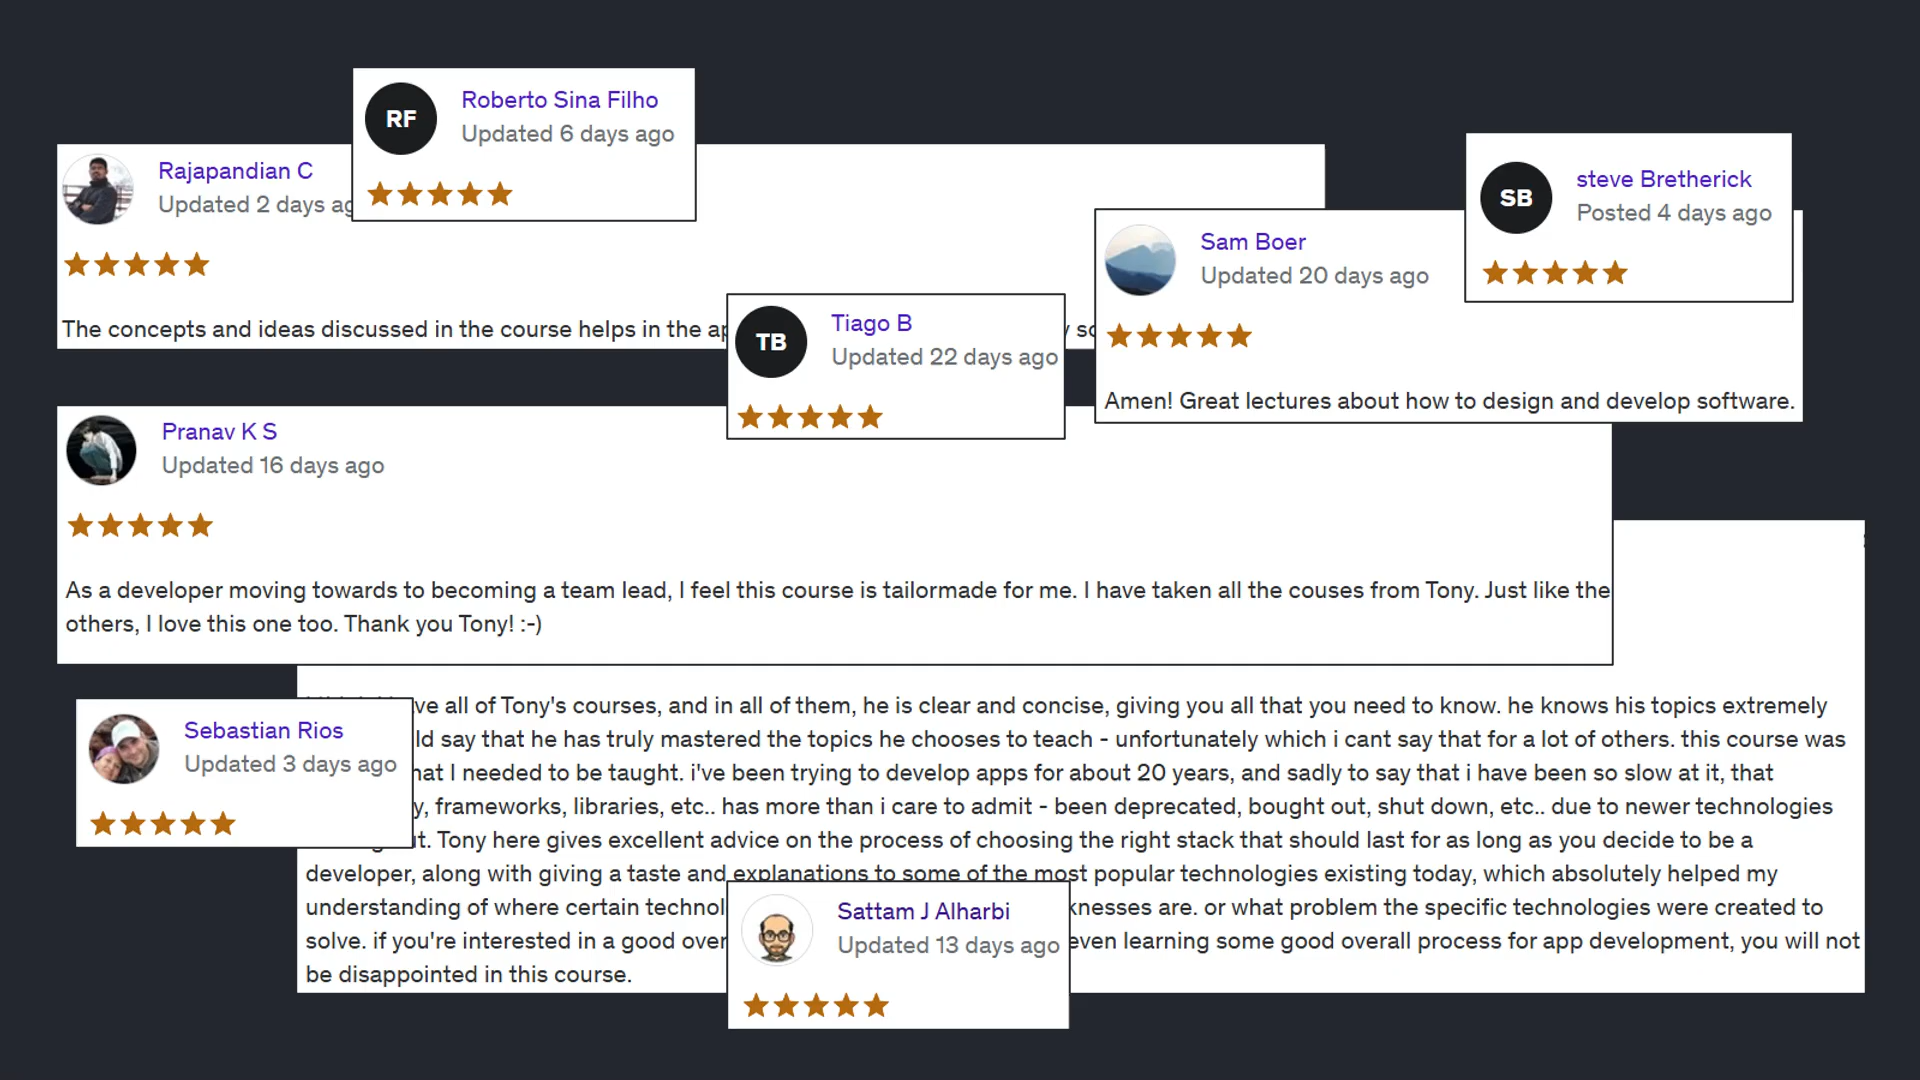 RF
Roberto Sina Filho
Updated 6 days ago
Rajapandian C
Updated 2 days
SB
steve Bretherick
Posted 4 days ago
Sam Boer
Updated 20 days ago
The concepts and ideas discussed in the course helps in the
TB
Tiago B
Updated 22 days ago
Amen! Great lectures about how to design and develop software.
Pranav K S
Updated 16 days ago
As a developer moving towards to becoming a team lead, I feel this course is tailormade for me. I have taken all the couses from Tony. Just like the
others, I love this one too. Thank you Tony! :-)
all of Tony's courses, and in all of them, he is clear and concise, giving you all that you need to know. he knows his topics extremely
say that he has truly mastered the topics he chooses to teach - unfortunately which i cant say that for a lot of others. this course was
I needed to be taught. i've been trying to develop apps for about 20 years, and sadly to say that i have been so slow at it, that
frameworks, libraries, etc.. has more than i care to admit - been deprecated, bought out, shut down, etc.. due to newer technologies
Tony here gives excellent advice on the process of choosing the right stack that should last for as long as you decide to be a
developer, along with giving a taste and explanations to some of the most popular technologies existing today, which absolutely helped my
understanding of where certain are. or what problem the specific technologies were created to
solve. if you're interested in a good even learning some good overall process for app development, you will not
be disappointed in this course.
Sebastian Rios
Updated 3 days ago
Sattam J Alharbi
Updated 13 days ago